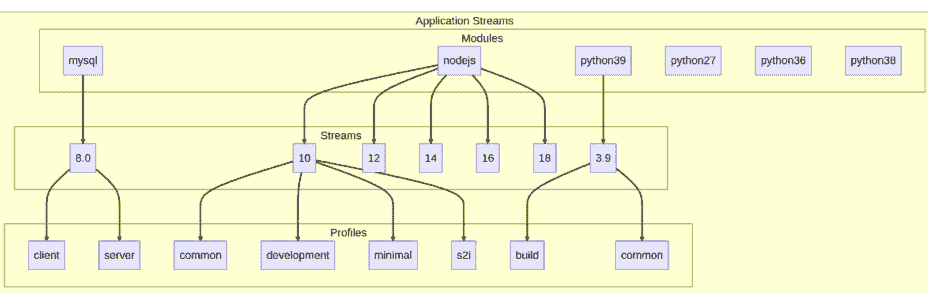 Application Streams
Modules
mysql
nodejs
python39
python27
python36
python38
Streams
8.0
10
12
14
16
18
3.9
Profiles
client
server
common
development
minimal
s2i
build
common